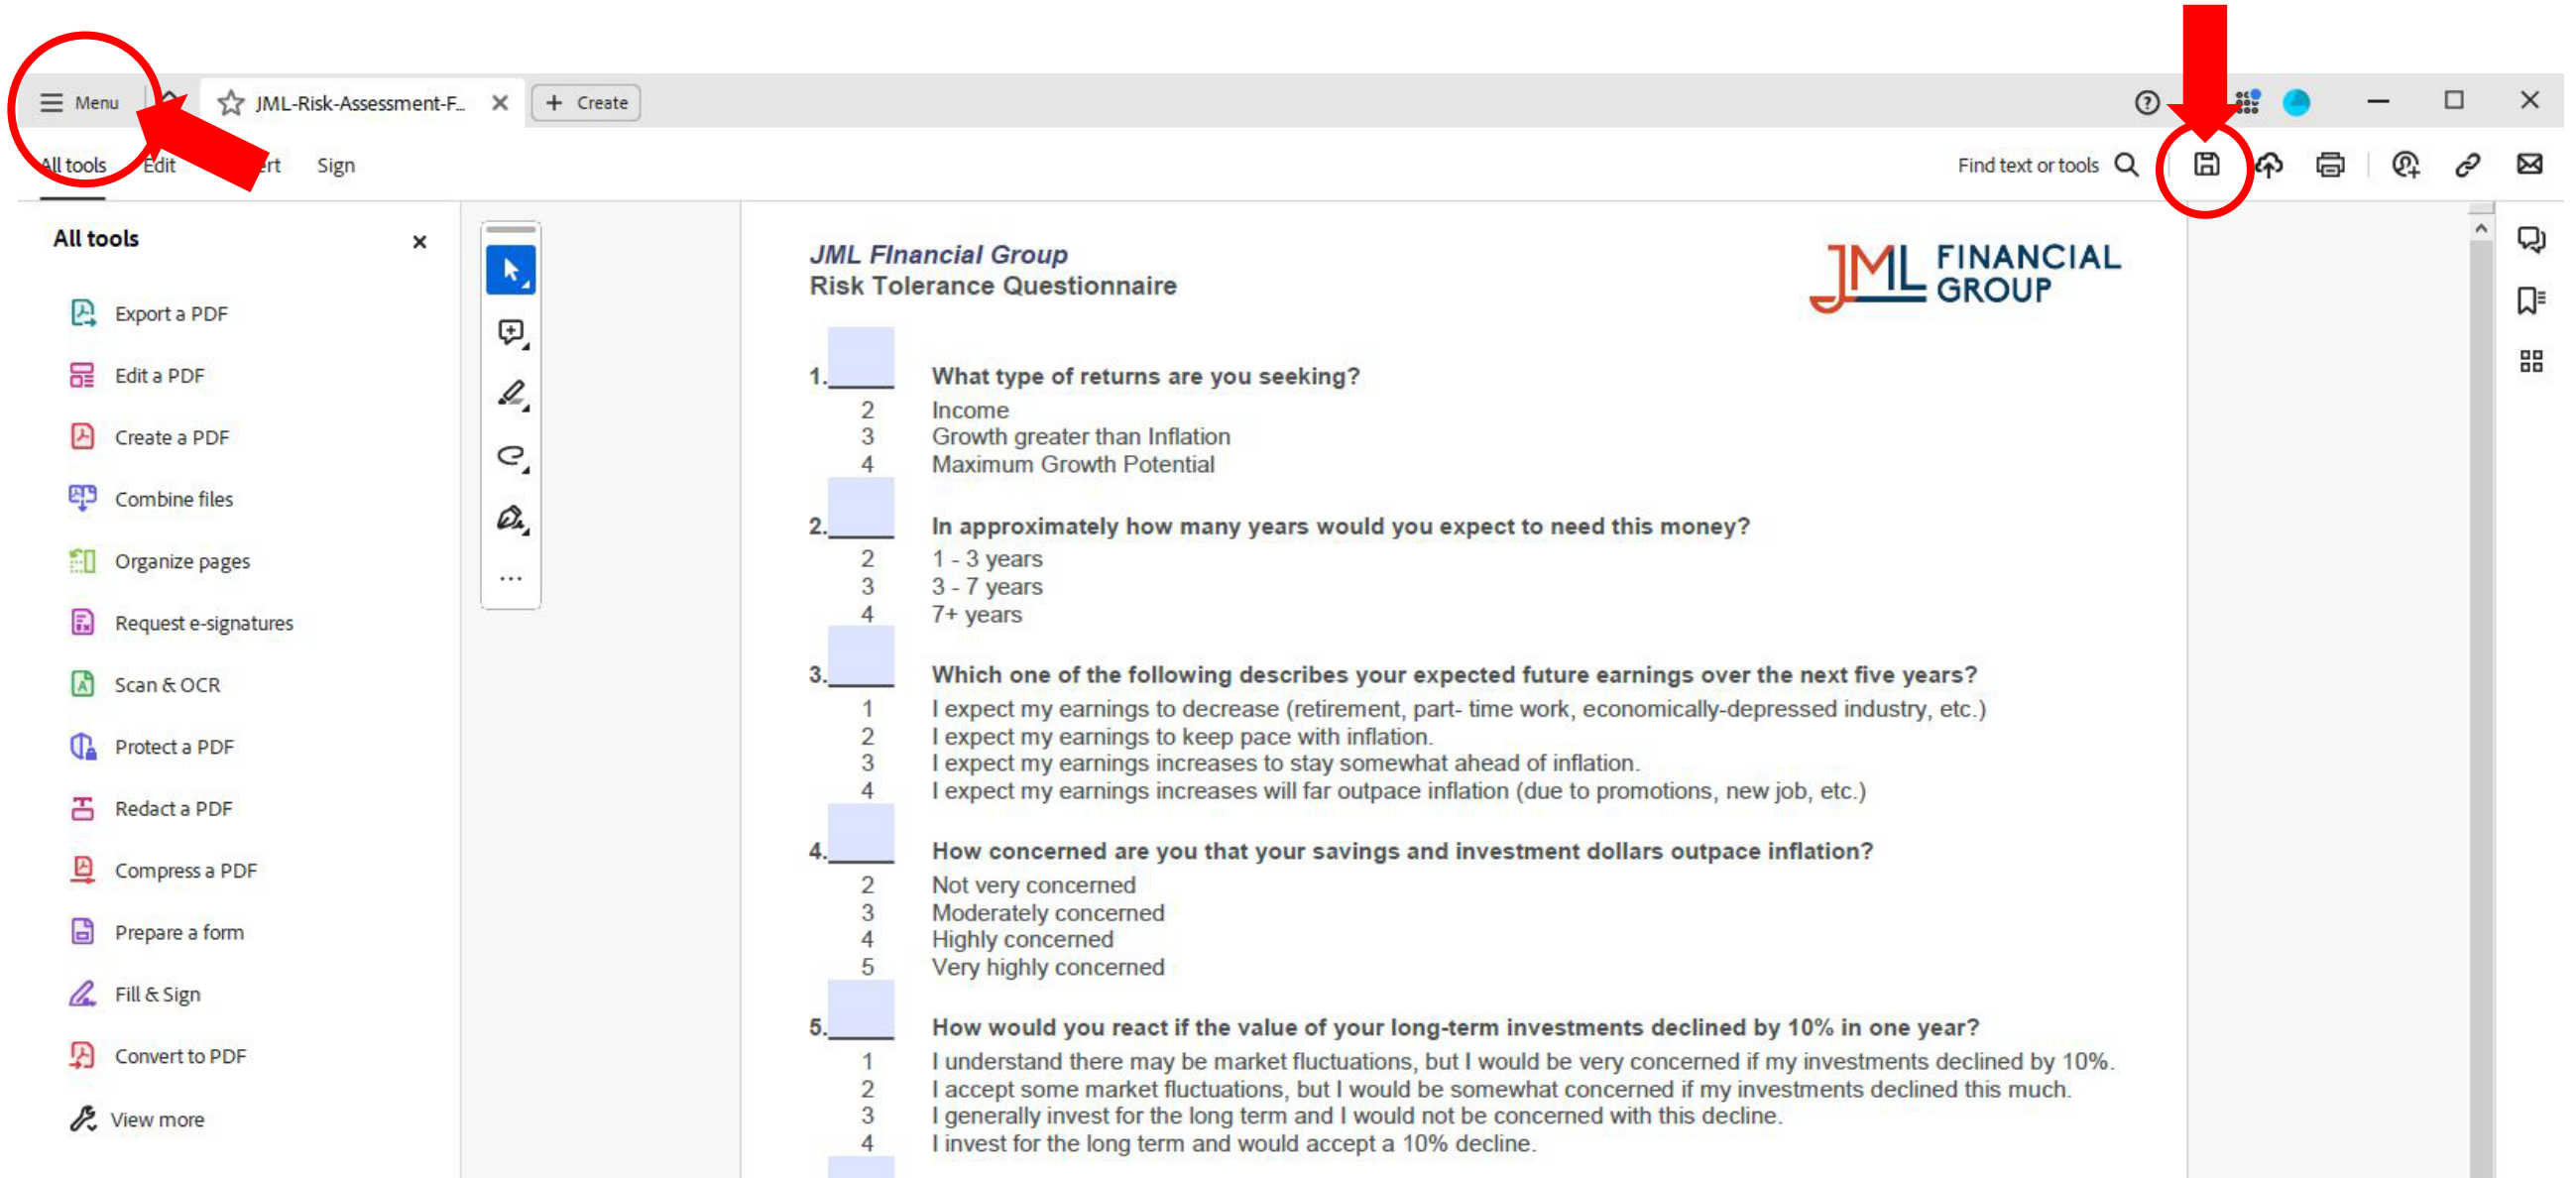 Menu
JML-Risk-Assessment-F...
+ Create
All tools Edit Sign
Find text or tools
All tools
Export a PDF
Edit a PDF
Create a PDF
Combine files
Organize pages
Request e-signatures
Scan & OCR
Protect a PDF
Redact a PDF
Compress a PDF
Prepare a form
Fill & Sign
Convert to PDF
View more
JML FInancial Group
Risk Tolerance Questionnaire
JML FINANCIAL
GROUP
1. What type of returns are you seeking?
2 Income
3 Growth greater than Inflation
4 Maximum Growth Potential
2. In approximately how many years would you expect to need this money?
2 1 - 3 years
3 3 - 7 years
4 7+ years
3. Which one of the following describes your expected future earnings over the next five years?
1 I expect my earnings to decrease (retirement, part- time work, economically-depressed industry, etc.)
2 I expect my earnings to keep pace with inflation.
3 I expect my earnings increases to stay somewhat ahead of inflation.
4 I expect my earnings increases will far outpace inflation (due to promotions, new job, etc.)
4. How concerned are you that your savings and investment dollars outpace inflation?
2 Not very concerned
3 Moderately concerned
4 Highly concerned
5 Very highly concerned
5. How would you react if the value of your long-term investments declined by 10% in one year?
1 I understand there may be market fluctuations, but I would be very concerned if my investments declined by 10%.
2 I accept some market fluctuations, but I would be somewhat concerned if my investments declined this much.
3 I generally invest for the long term and I would not be concerned with this decline.
4 I invest for the long term and would accept a 10% decline.